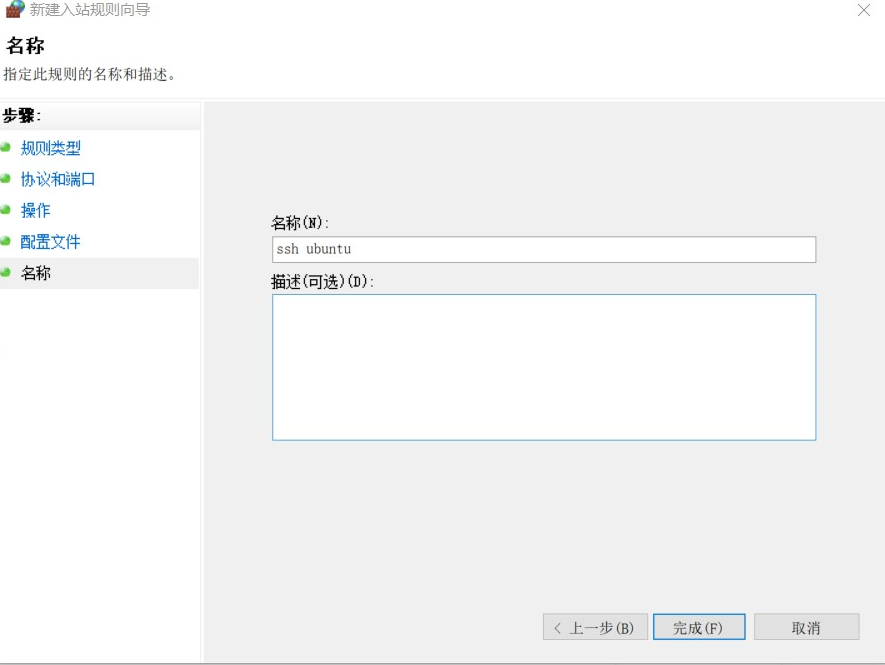 新建入站规则向导
名称
指定此规则的名称和描述。
步骤:
规则类型
协议和端口
操作
配置文件
名称
名称(N):
ssh ubuntu
描述(可选)(D):
< 上一步(B)
完成(F)
取消